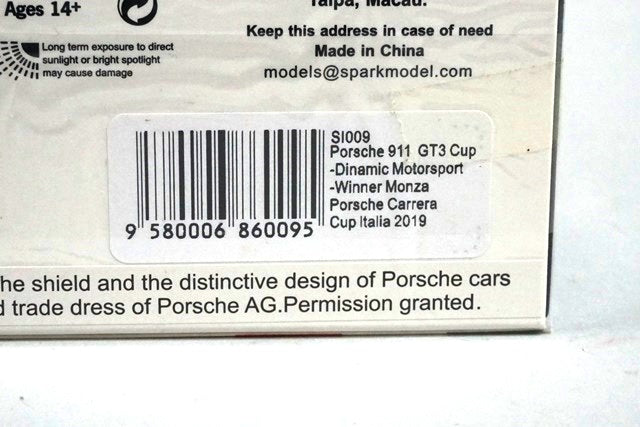 Ages 14+
Taipa, Macau.
Keep this address in case of need
Made in China
models@sparkmodel.com
Long term exposure to direct
sunlight or bright spotlight
may cause damage
SI009
Porsche 911 GT3 Cup
-Dinamic Motorsport
-Winner Monza
Porsche Carrera
Cup Italia 2019
9 580006 860095
he shield and the distinctive design of Porsche cars
d trade dress of Porsche AG.Permission granted.